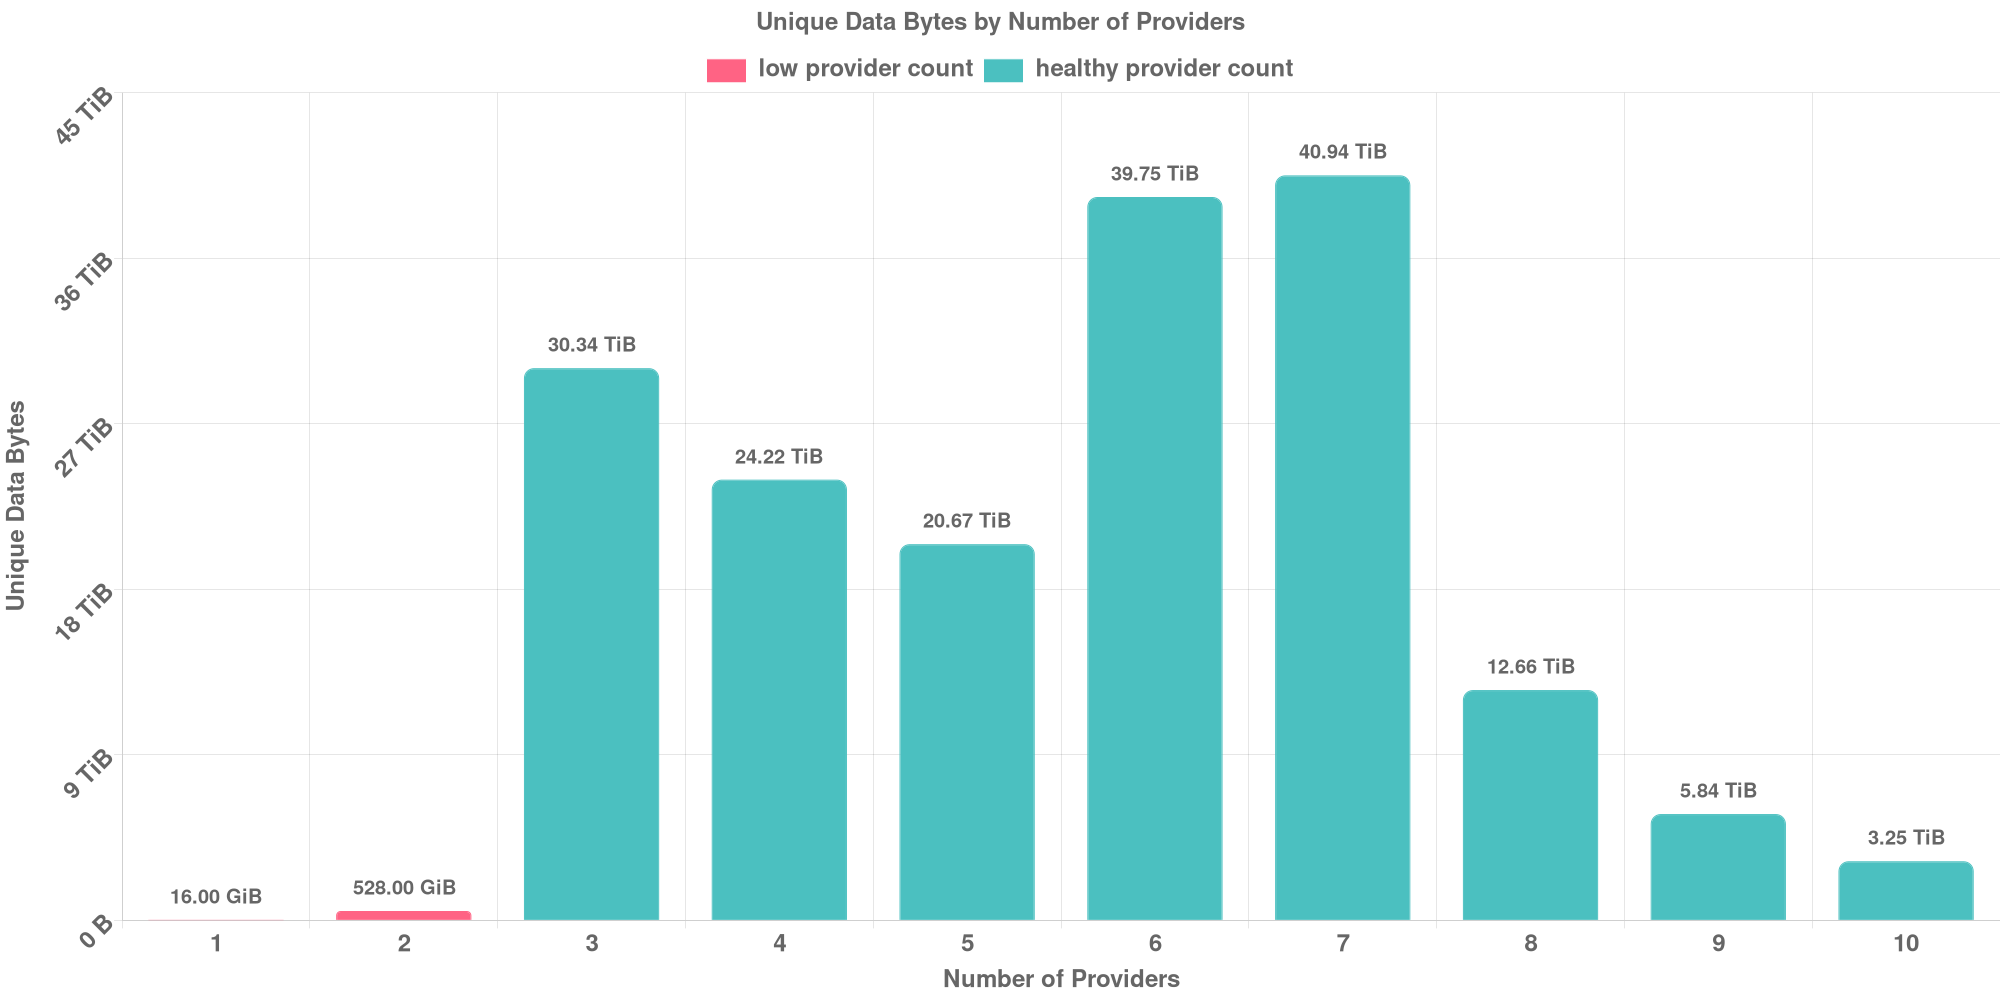 Unique Data Bytes by Number of Providers
low provider count healthy provider count
45 TiB
36 TiB
27 TiB
18 TiB
9 TiB
0 B
Unique Data Bytes
16.00 GiB
528.00 GiB
30.34 TiB
24.22 TiB
20.67 TiB
39.75 TiB
40.94 TiB
12.66 TiB
5.84 TiB
3.25 TiB
1 2 3 4 5 6 7 8 9 10
Number of Providers